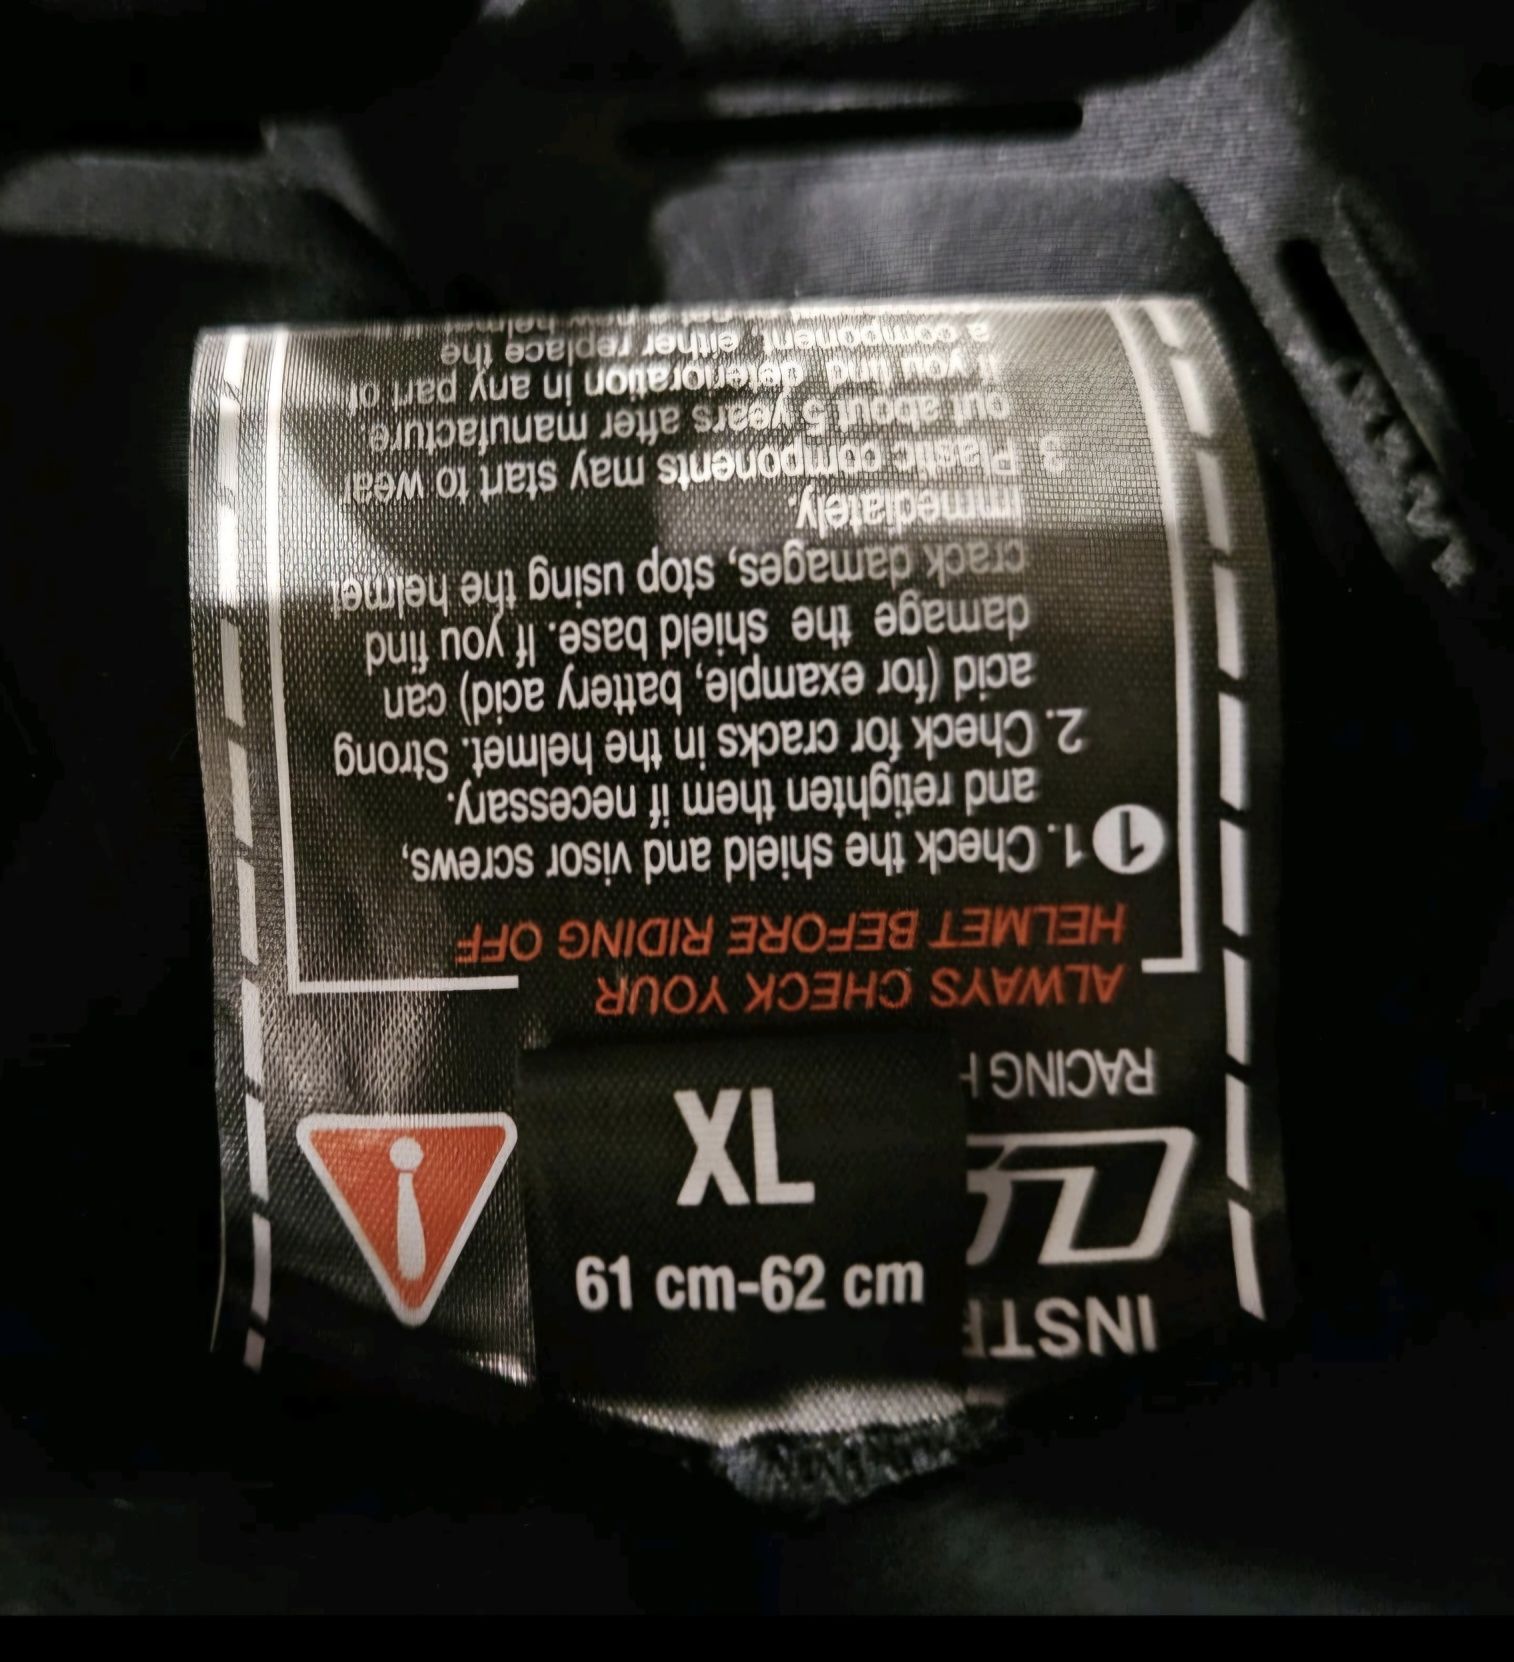 XL
61 cm-62 cm
INST
RACING
ALWAYS CHECK YOUR
HELMET BEFORE RIDING OFF
1
1. Check the shield and visor screws,
and retighten them if necessary.
2. Check for cracks in the helmet. Strong
acid (for example, battery acid) can
damage the shield base. If you find
crack damages, stop using the helmet
immediately.
3. Plastic components may start to wear
out about 5 years after manufacture.
If you find deterioration in any part of
a component, either replace the